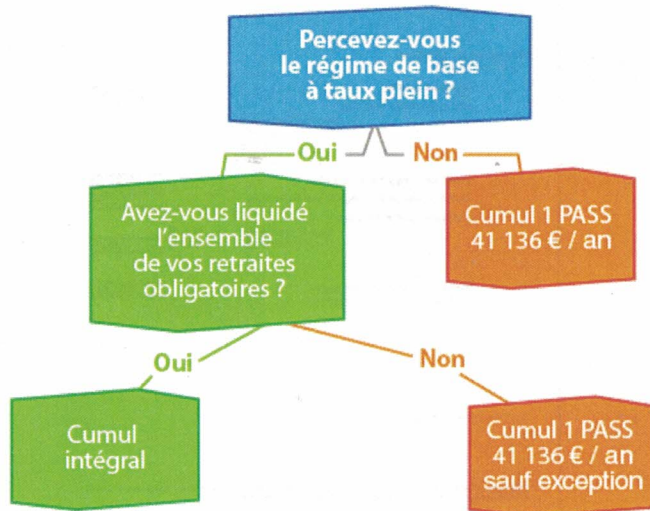 Percevez-vous
le régime de base
à taux plein ?
Oui
Non
Avez-vous liquidé
l'ensemble
de vos retraites
obligatoires ?
Cumul 1 PASS
41 136 € / an
Oui
Non
Cumul
intégral
Cumul 1 PASS
41 136 € / an
sauf exception